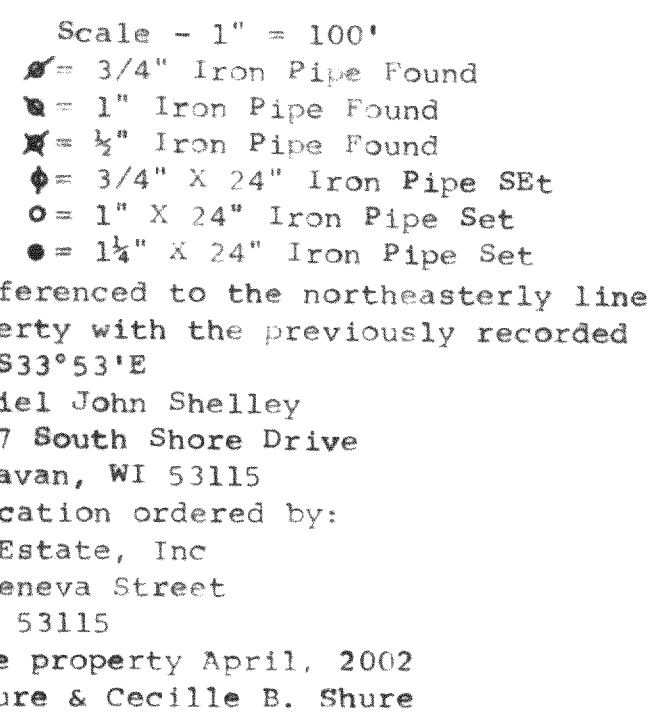 Scale - 1" = 100'
= 3/4" Iron Pipe Found
= 1" Iron Pipe Found
= ½" Iron Pipe Found
= 3/4" X 24" Iron Pipe SEt
= 1" X 24" Iron Pipe Set
= 1¼" X 24" Iron Pipe Set
ferenced to the northeasterly line
erty with the previously recorded
S33°53'E
iel John Shelley
7 South Shore Drive
avan, WI 53115
cation ordered by:
Estate, Inc
eneva Street
53115
e property April, 2002
ure & Cecille B. Shure